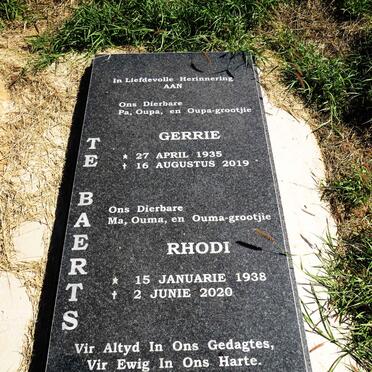 In Liefdevolle Herinnering
AAN
Ons Dierbare
Pa, Oupa, en Oupa-grootjie
GERRIE
* 27 APRIL 1935
† 16 AUGUSTUS 2019
TE BAERTS
Ons Dierbare
Ma, Ouma, en Ouma-grootjie
RHODI
* 15 JANUARIE 1938
† 2 JUNIE 2020
Vir Altyd In Ons Gedagtes,
Vir Ewig In Ons Harte.